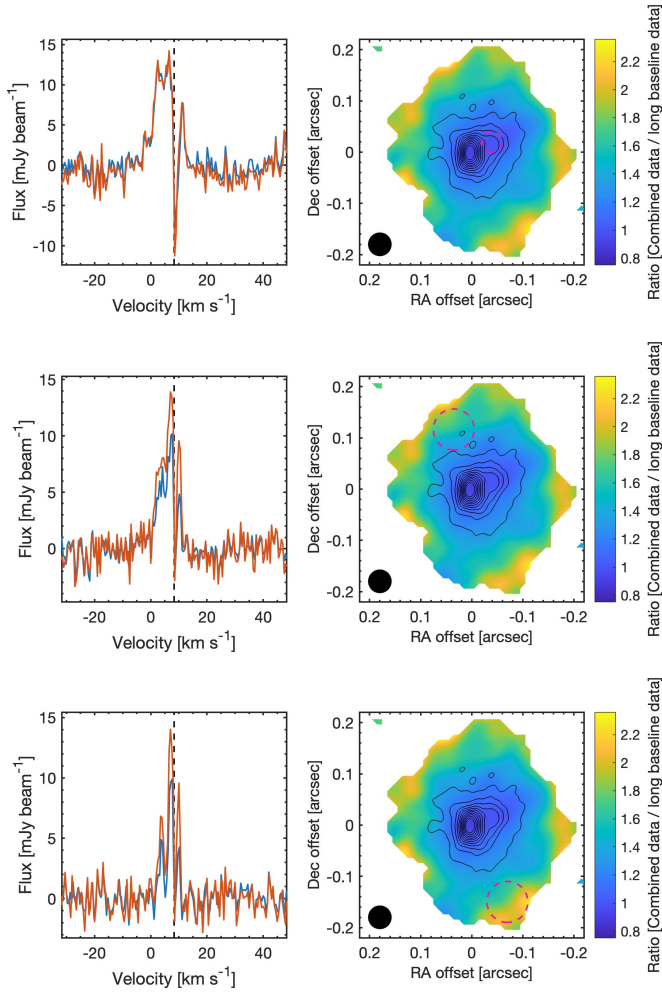 15
10
5
0
-5
-10
Flux [mJy beam⁻¹]
-20 0 20 40
Velocity [km s⁻¹]
0.2
0.1
0
-0.1
-0.2
Dec offset [arcsec]
0.2 0.1 0 -0.1 -0.2
RA offset [arcsec]
2.2
2
1.8
1.6
1.4
1.2
1
0.8
Ratio [Combined data / long baseline data]
15
10
5
0
Flux [mJy beam⁻¹]
-20 0 20 40
Velocity [km s⁻¹]
0.2
0.1
0
-0.1
-0.2
Dec offset [arcsec]
0.2 0.1 0 -0.1 -0.2
RA offset [arcsec]
2.2
2
1.8
1.6
1.4
1.2
1
0.8
Ratio [Combined data / long baseline data]
15
10
5
0
Flux [mJy beam⁻¹]
-20 0 20 40
Velocity [km s⁻¹]
0.2
0.1
0
-0.1
-0.2
Dec offset [arcsec]
0.2 0.1 0 -0.1 -0.2
RA offset [arcsec]
2.2
2
1.8
1.6
1.4
1.2
1
0.8
Ratio [Combined data / long baseline data]